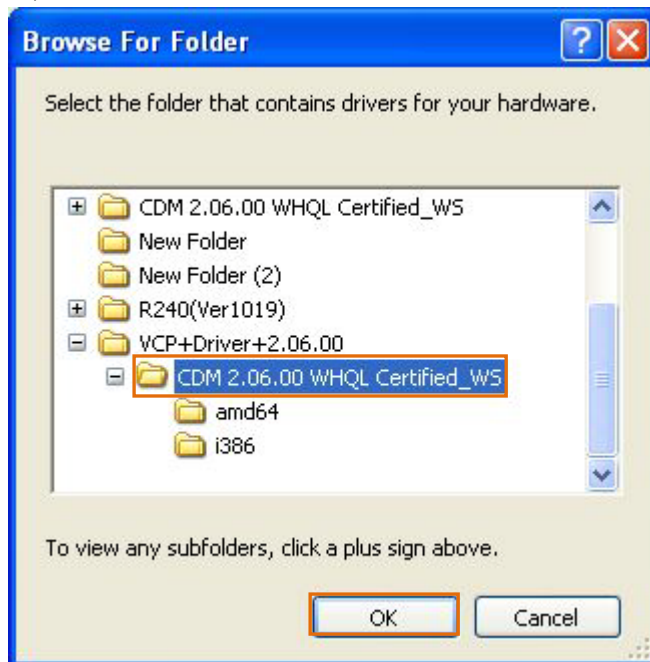 Browse For Folder
Select the folder that contains drivers for your hardware.
CDM 2.06.00 WHQL Certified_WS
New Folder
New Folder (2)
R240(Ver1019)
VCP+Driver+2.06.00
CDM 2.06.00 WHQL Certified_WS
amd64
i386
To view any subfolders, click a plus sign above.
OK Cancel